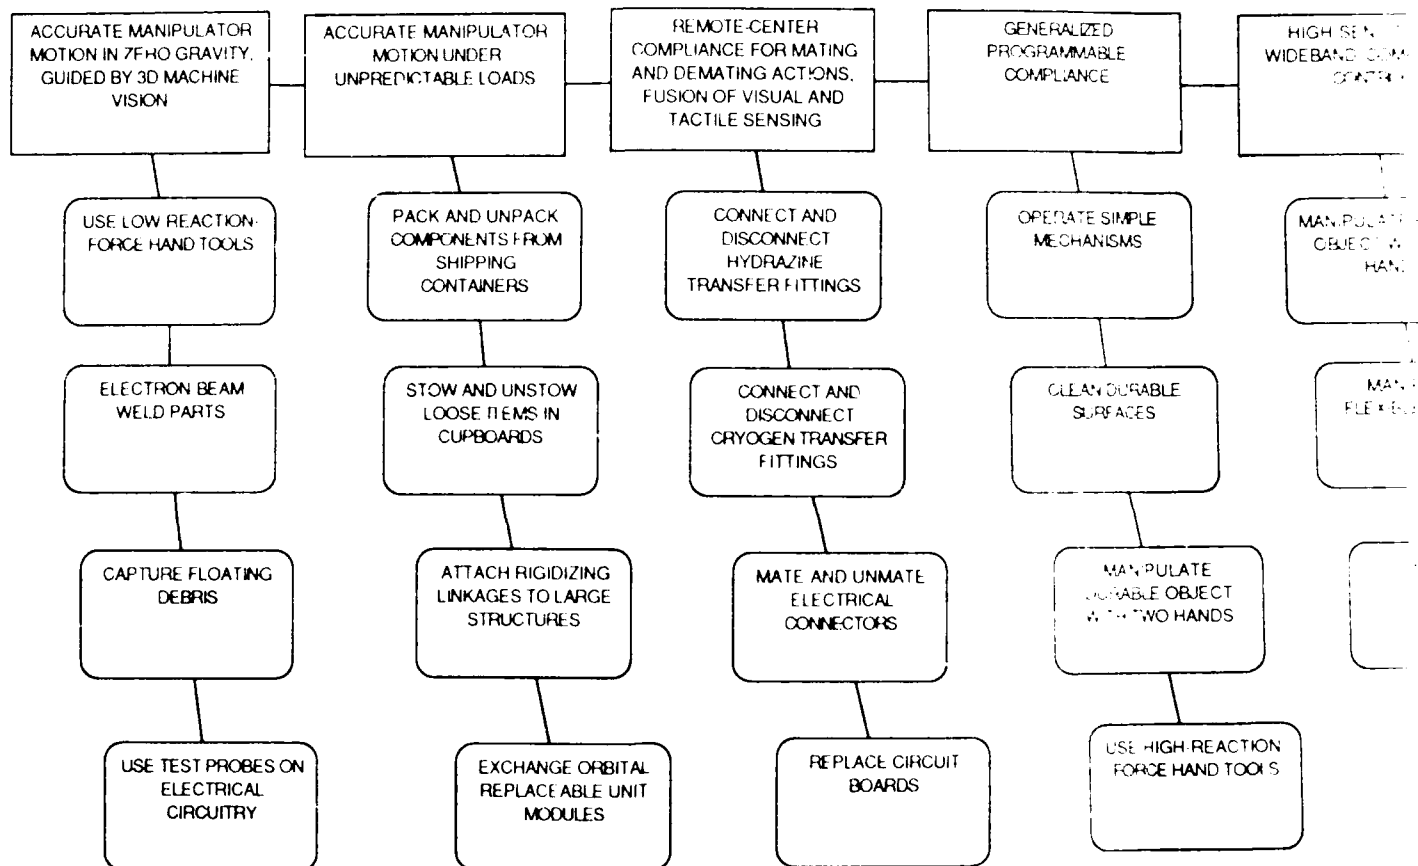 ACCURATE MANIPULATOR
MOTION IN ZFHO GRAVITY,
GUIDED BY 3D MACHINE
VISION
ACCURATE MANIPULATOR
MOTION UNDER
UNPREDICTABLE LOADS
REMOTE-CENTER
COMPLIANCE FOR MATING
AND DEMATING ACTIONS,
FUSION OF VISUAL AND
TACTILE SENSING
GENERALIZED
PROGRAMMABLE
COMPLIANCE
HIGH
WIDEBAND
USE LOW REACTION-
FORCE HAND TOOLS
PACK AND UNPACK
COMPONENTS FROM
SHIPPING
CONTAINERS
CONNECT AND
DISCONNECT
HYDRAZINE
TRANSFER FITTINGS
OPERATE SIMPLE
MECHANISMS
OBJECT
ELECTRON BEAM
WELD PARTS
STOW AND UNSTOW
LOOSE ITEMS IN
CUPBOARDS
CONNECT AND
DISCONNECT
CRYOGEN TRANSFER
FITTINGS
CLEAN DURABLE
SURFACES
CAPTURE FLOATING
DEBRIS
ATTACH RIGIDIZING
LINKAGES TO LARGE
STRUCTURES
MATE AND UNMATE
ELECTRICAL
CONNECTORS
MANIPULATE
DURABLE OBJECT
WITH TWO HANDS
USE TEST PROBES ON
ELECTRICAL
CIRCUITRY
EXCHANGE ORBITAL
REPLACEABLE UNIT
MODULES
REPLACE CIRCUIT
BOARDS
USE HIGH-REACTION
FORCE HAND TOOLS